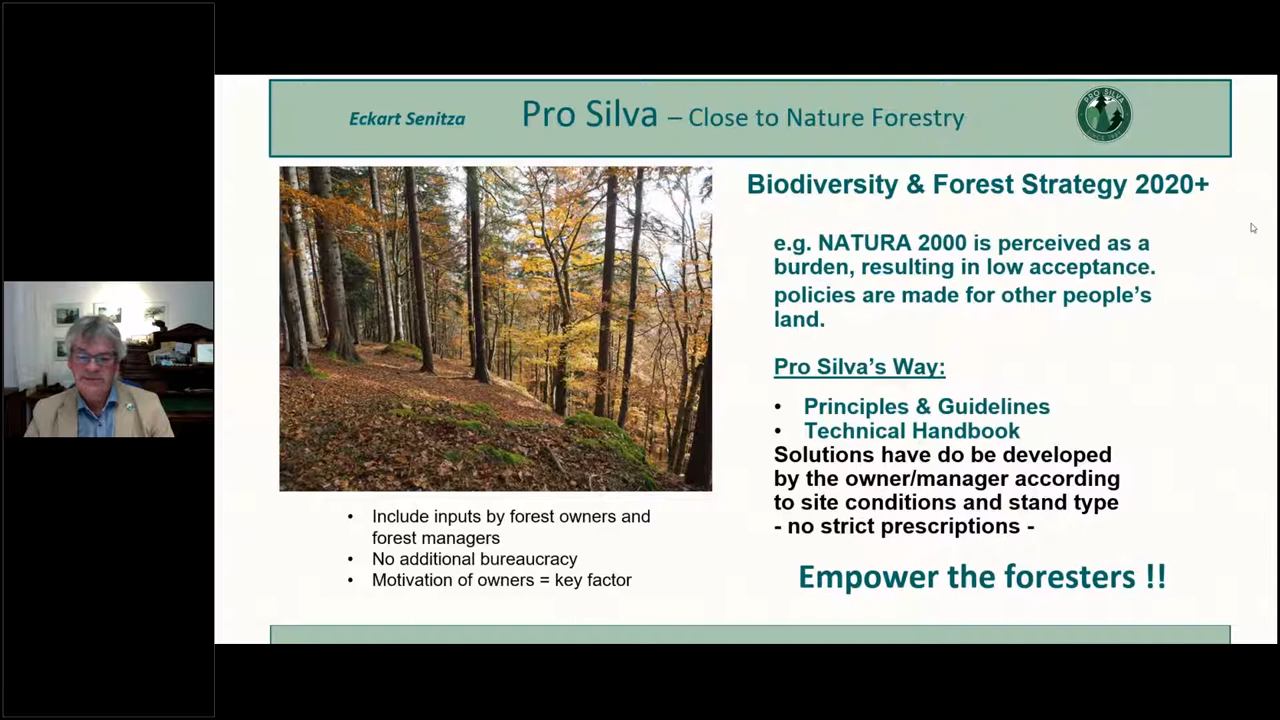 Eckart Senitza
Pro Silva – Close to Nature Forestry
PRO SILVA
Biodiversity & Forest Strategy 2020+
e.g. NATURA 2000 is perceived as a
burden, resulting in low acceptance.
policies are made for other people's
land.
Pro Silva's Way:
• Principles & Guidelines
• Technical Handbook
Solutions have do be developed
by the owner/manager according
to site conditions and stand type
- no strict prescriptions -
Empower the foresters !!
• Include inputs by forest owners and
forest managers
• No additional bureaucracy
• Motivation of owners = key factor